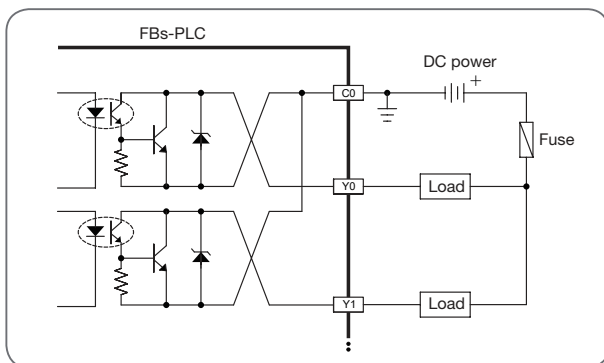 FBs-PLC
DC power
+
C0
Fuse
Y0
Load
Y1
Load